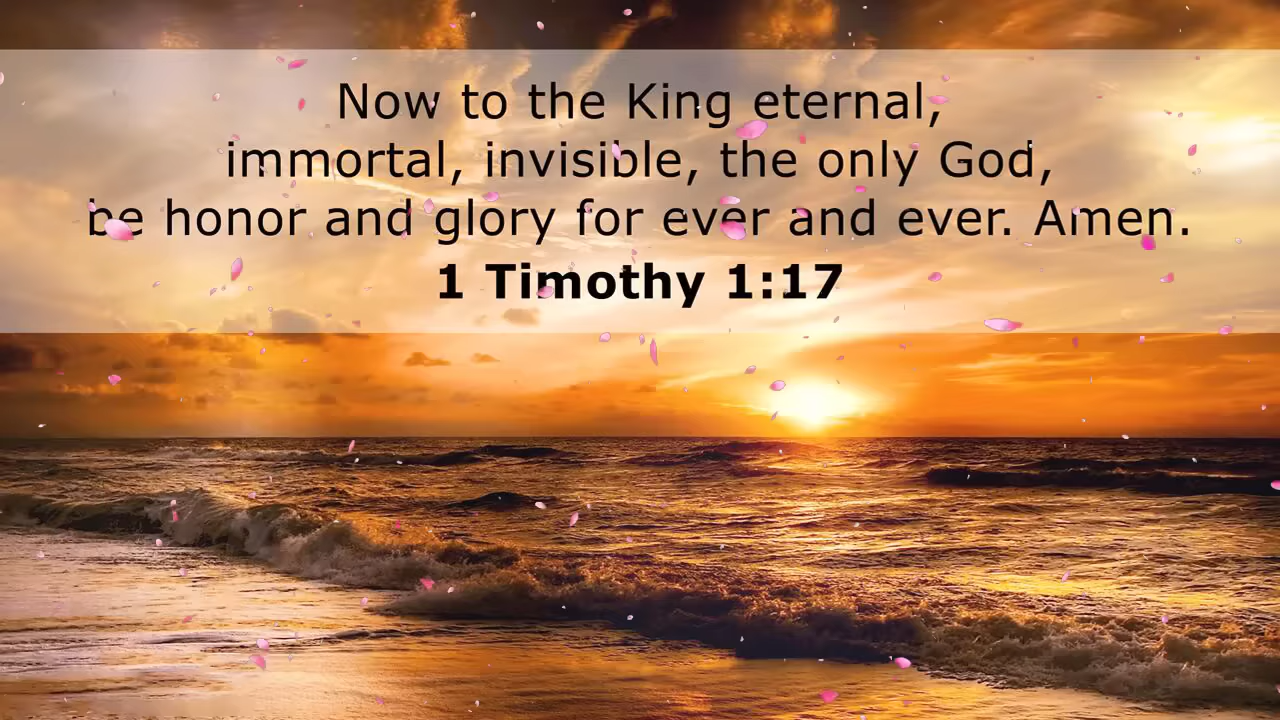 Now to the King eternal,
immortal, invisible, the only God,
be honor and glory for ever and ever. Amen.
1 Timothy 1:17